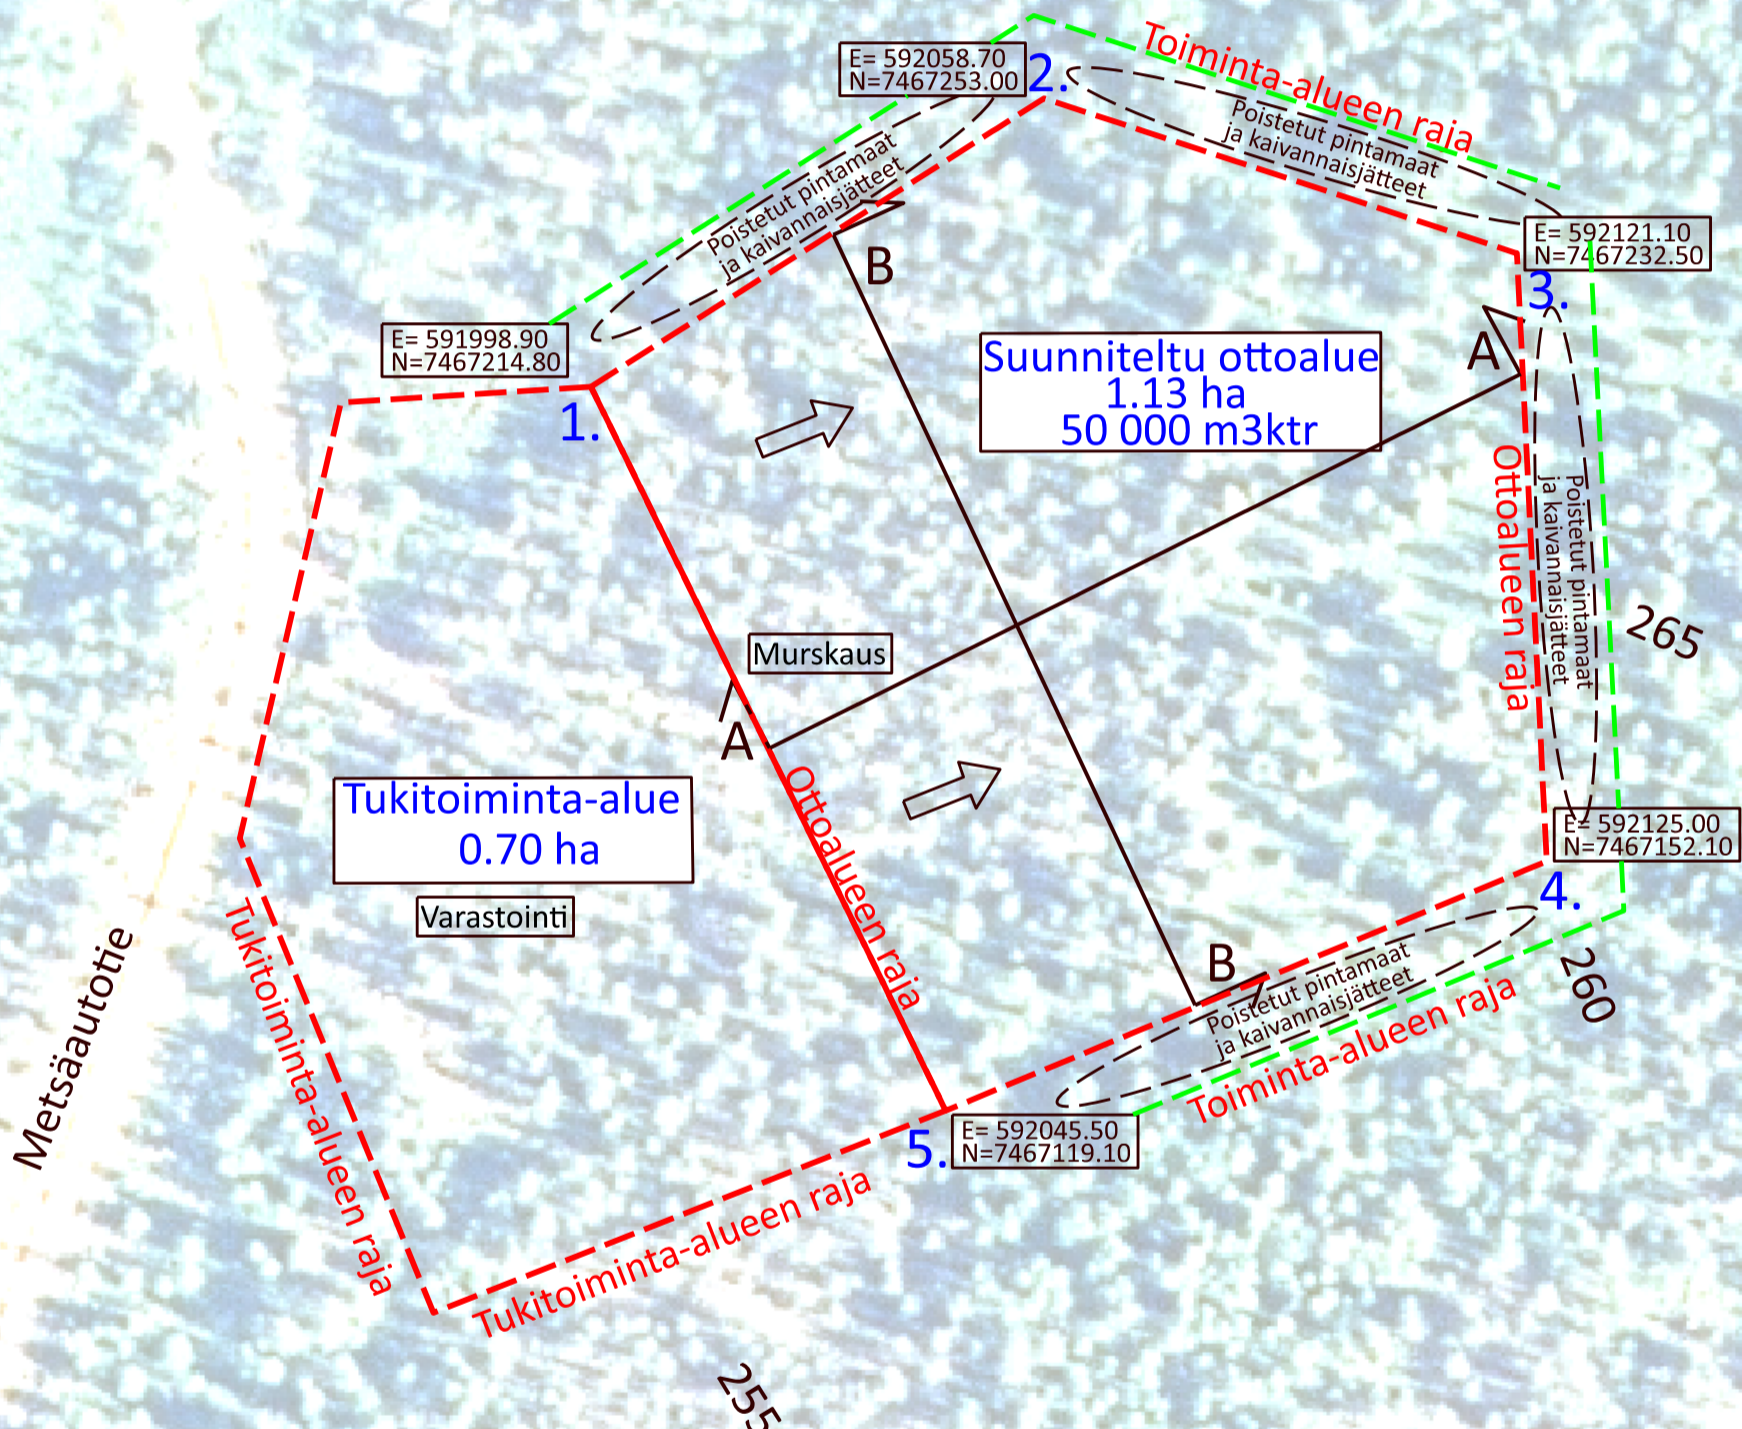 Toiminta-alueen raja
E= 592058.70
N=7467253.00
2.
Poistetut pintamaat
ja kaivannaisjätteet
Poistetut pintamaat
ja kaivannaisjätteet
E= 592121.10
N=7467232.50
3.
B
E= 591998.90
N=7467214.80
1.
Suunniteltu ottoalue
1.13 ha
50 000 m3ktr
A
Ottoalueen raja
Poistetut pintamaat
ja kaivannaisjätteet
265
Murskaus
A
Tukitoiminta-alue
0.70 ha
Varastointi
Ottoalueen raja
E= 592125.00
N=7467152.10
4.
B
Poistetut pintamaat
ja kaivannaisjätteet
260
Toiminta-alueen raja
Metsäautotie
Tukitoiminta-alueen raja
5.
E= 592045.50
N=7467119.10
Tukitoiminta-alueen raja
255